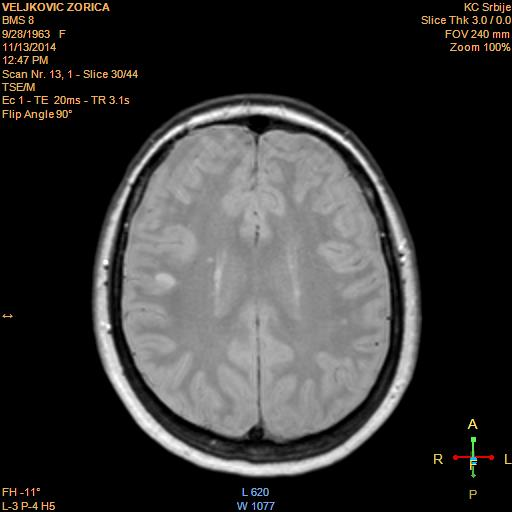 VELJKOVIC ZORICA
BMS 8
9/28/1963 F
11/13/2014
12:47 PM
Scan Nr. 13, 1 - Slice 30/44
TSE/M
Ec 1 - TE 20ms - TR 3.1s
Flip Angle 90°
KC Srbije
Slice Thk 3.0 / 0.0
FOV 240 mm
Zoom 100%
A
R
L
F
P
FH -11°
L-3 P-4 H5
L 620
W 1077